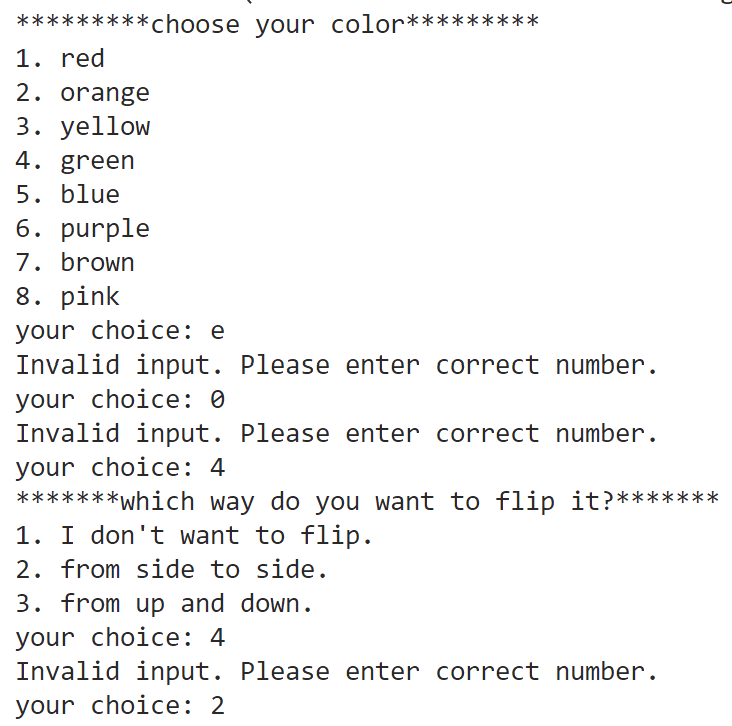 *********choose your color*********
1. red
2. orange
3. yellow
4. green
5. blue
6. purple
7. brown
8. pink
your choice: e
Invalid input. Please enter correct number.
your choice: 0
Invalid input. Please enter correct number.
your choice: 4
*******which way do you want to flip it?*******
1. I don't want to flip.
2. from side to side.
3. from up and down.
your choice: 4
Invalid input. Please enter correct number.
your choice: 2